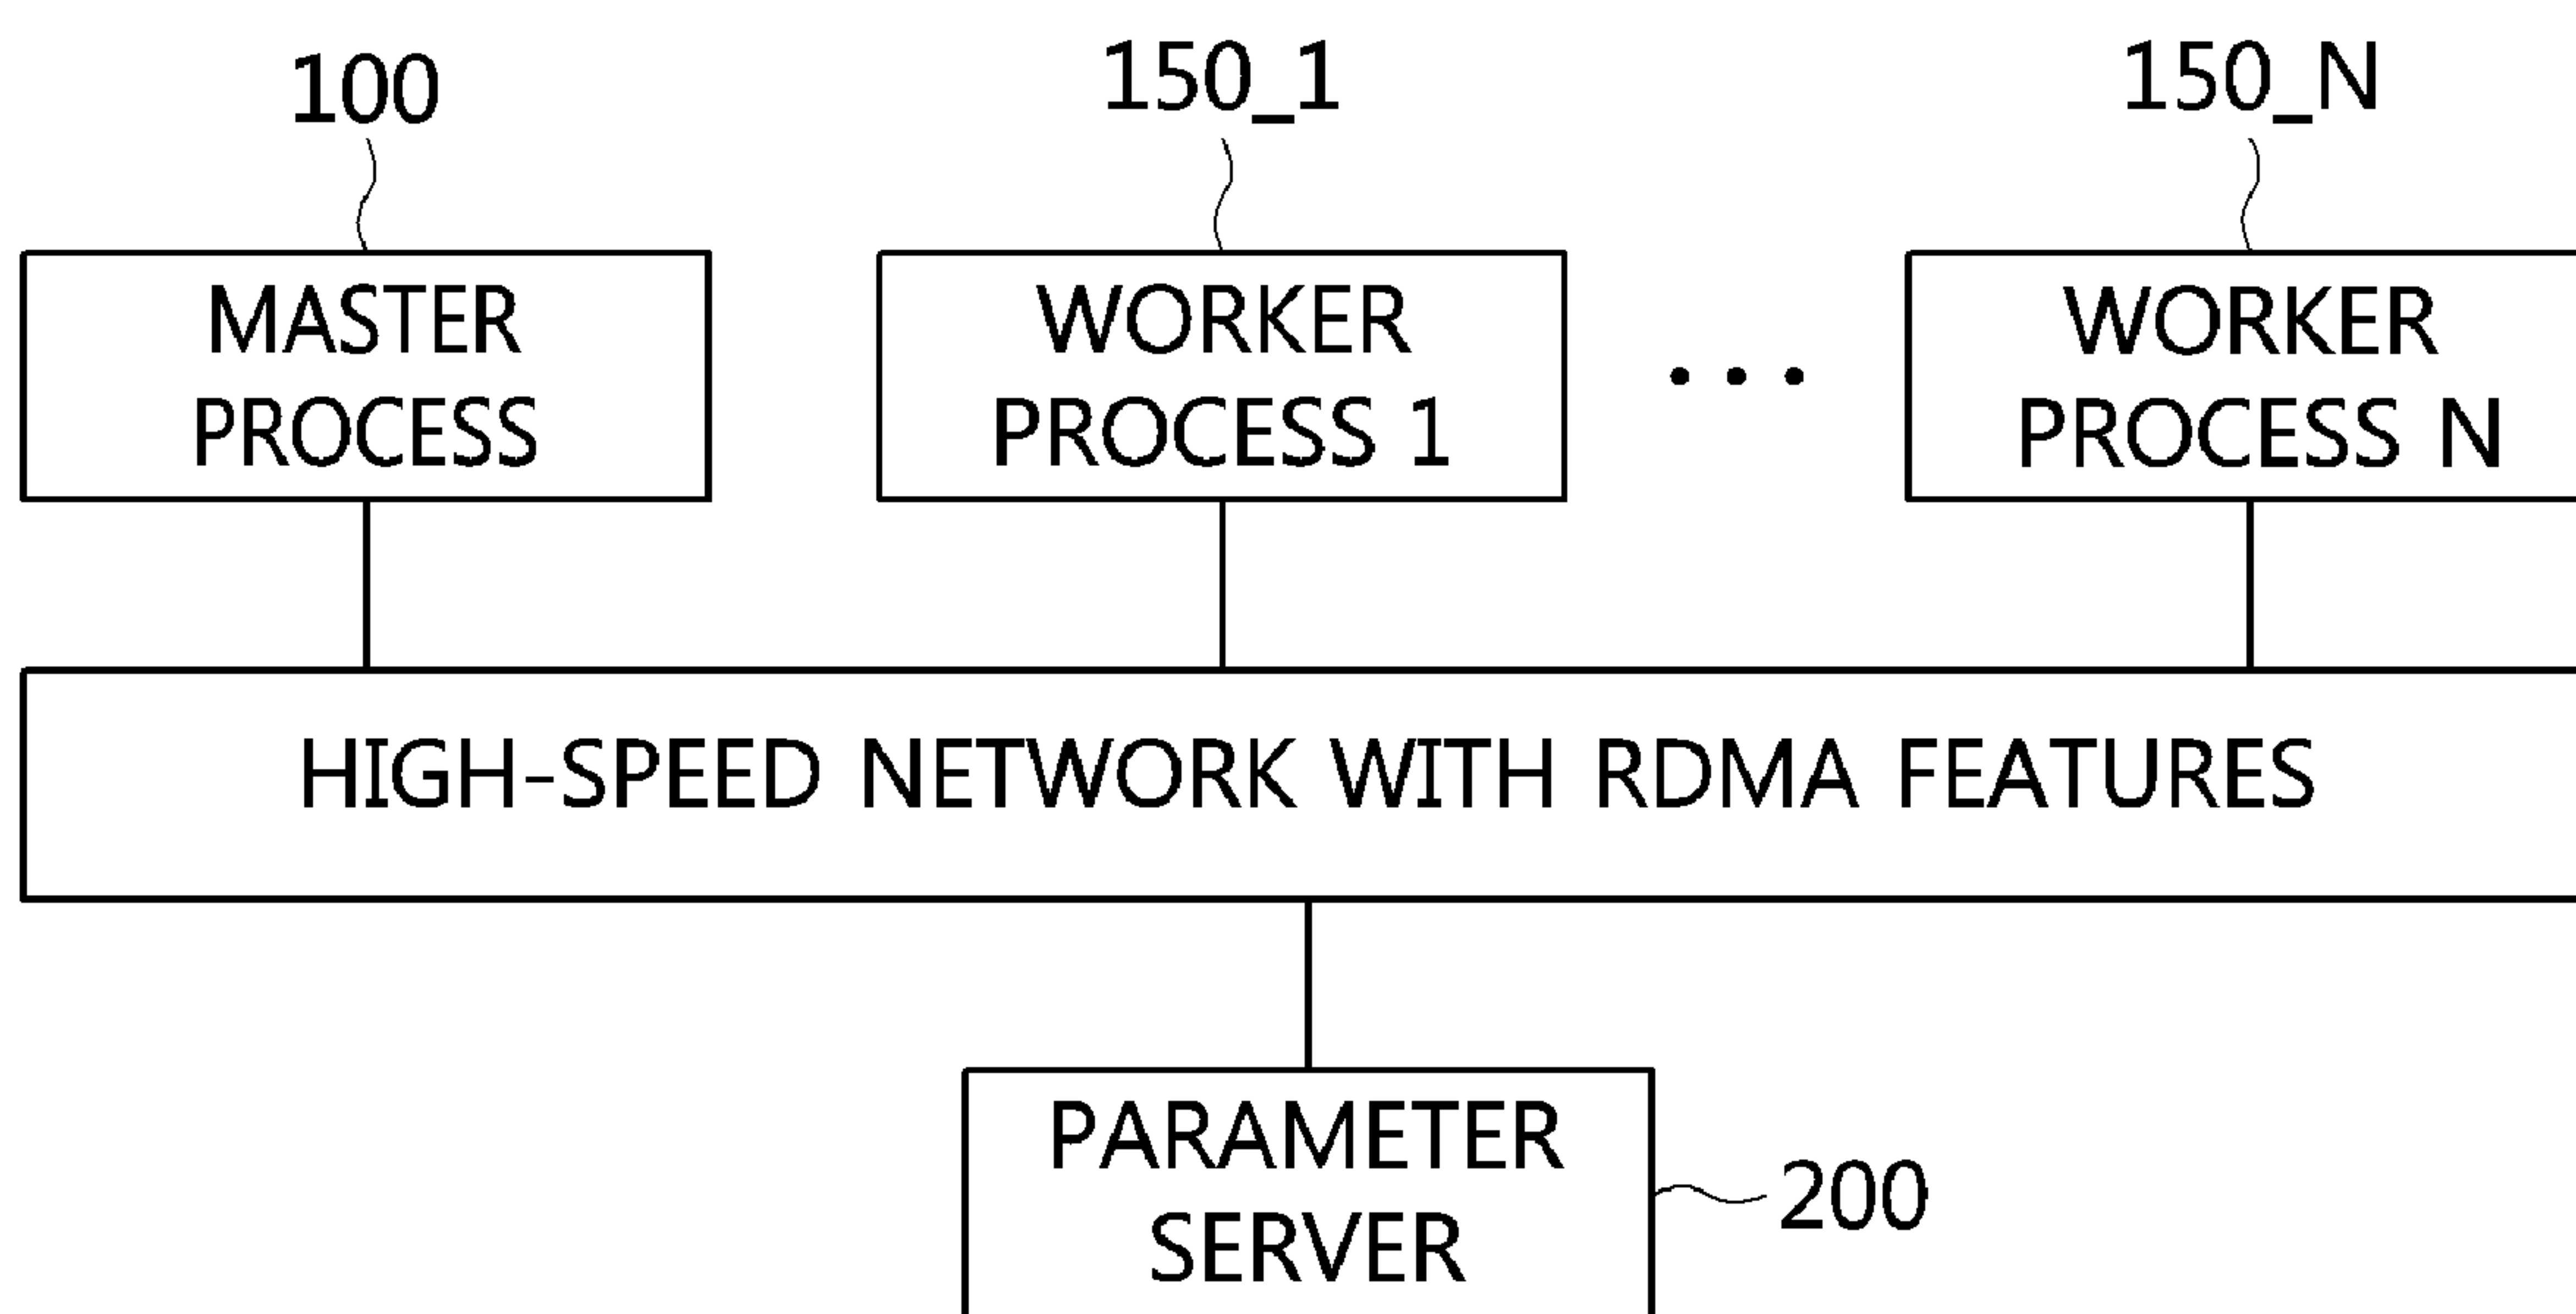 100
150_1
150_N
MASTER
PROCESS
WORKER
PROCESS 1
WORKER
PROCESS N
HIGH-SPEED NETWORK WITH RDMA FEATURES
PARAMETER
SERVER
200